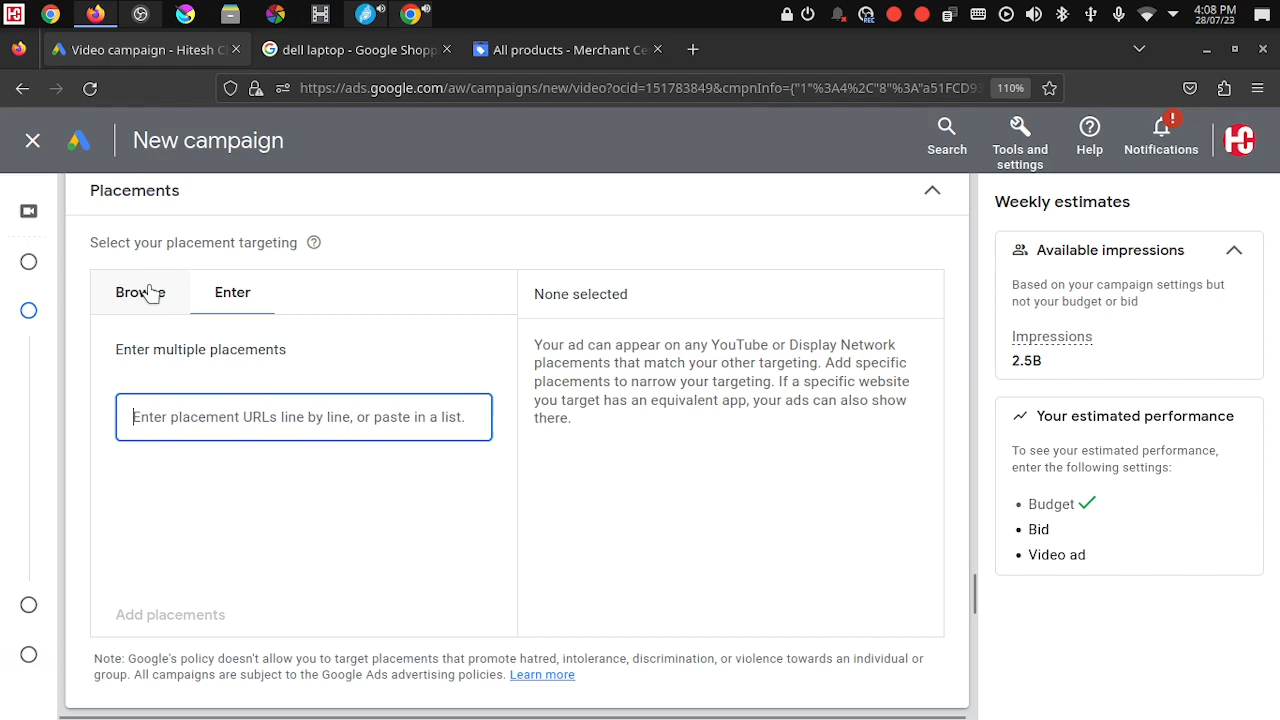 4:08 PM
28/07/23
REC
Video campaign - Hitesh C
dell laptop - Google Shopp
All products - Merchant Ce
https://ads.google.com/aw/campaigns/new/video?ocid=151783849&cmpnInfo={"1"%3A4%2C"8"%3A"a51FCD93
110%
New campaign
Search
Tools and
settings
Help
Notifications
!
HC
Placements
Select your placement targeting
Browse
Enter
None selected
Enter multiple placements
Enter placement URLs line by line, or paste in a list.
Your ad can appear on any YouTube or Display Network
placements that match your other targeting. Add specific
placements to narrow your targeting. If a specific website
you target has an equivalent app, your ads can also show
there.
Add placements
Note: Google's policy doesn't allow you to target placements that promote hatred, intolerance, discrimination, or violence towards an individual or
group. All campaigns are subject to the Google Ads advertising policies. Learn more
Weekly estimates
Available impressions
Based on your campaign settings but
not your budget or bid
Impressions
2.5B
Your estimated performance
To see your estimated performance,
enter the following settings:
• Budget
• Bid
• Video ad